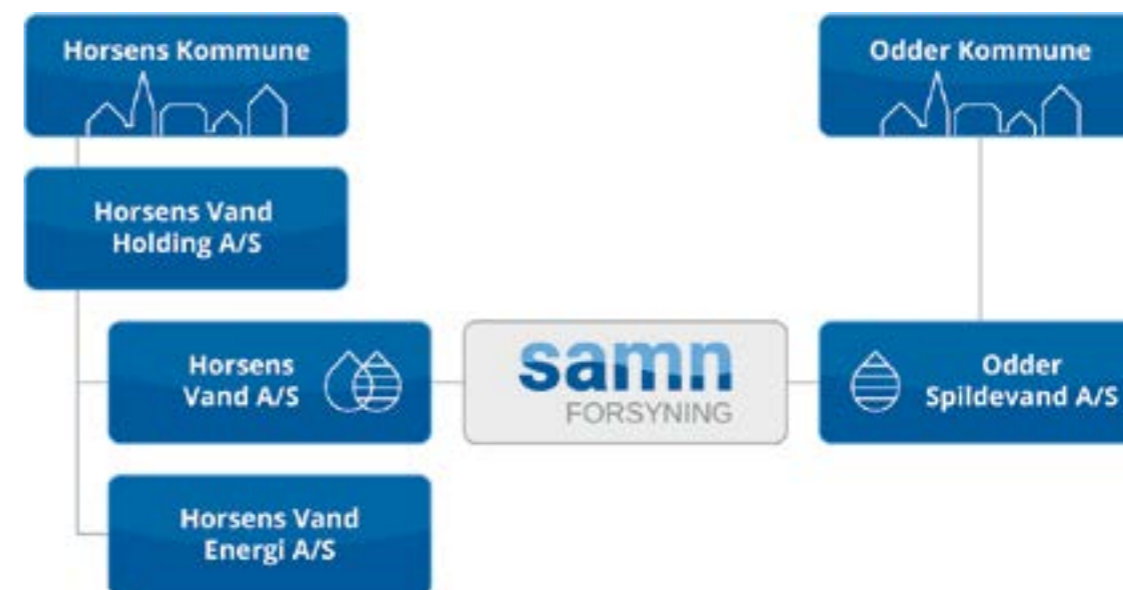 Horsens Kommune
Odder Kommune
Horsens Vand
Holding A/S
Horsens
Vand A/S
samn
FORSYNING
Odder
Spildevand A/S
Horsens Vand
Energi A/S